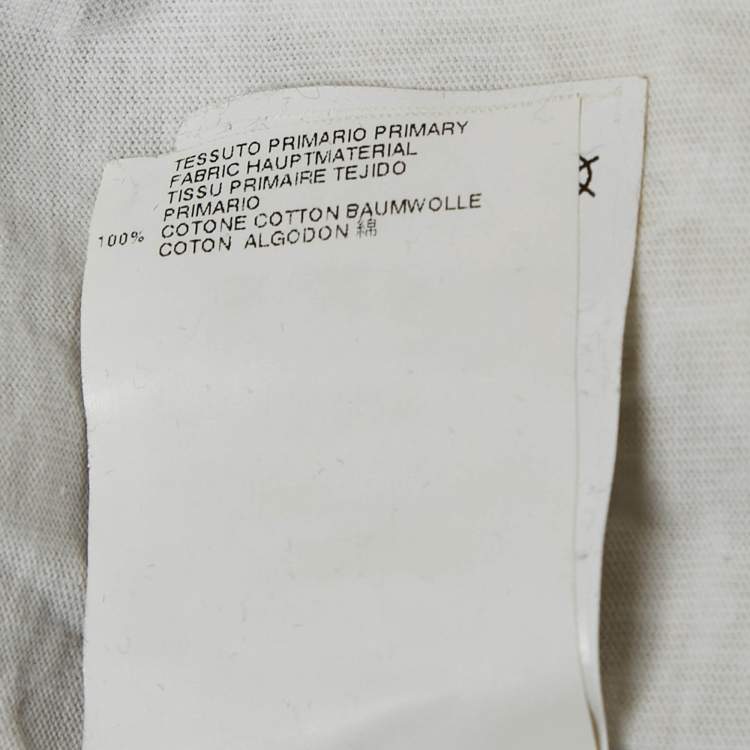 TESSUTO PRIMARIO PRIMARY
FABRIC HAUPTMATERIAL
TISSU PRIMAIRE TEJIDO
PRIMARIO
100% COTONE COTTON BAUMWOLLE
COTON ALGODON 綿